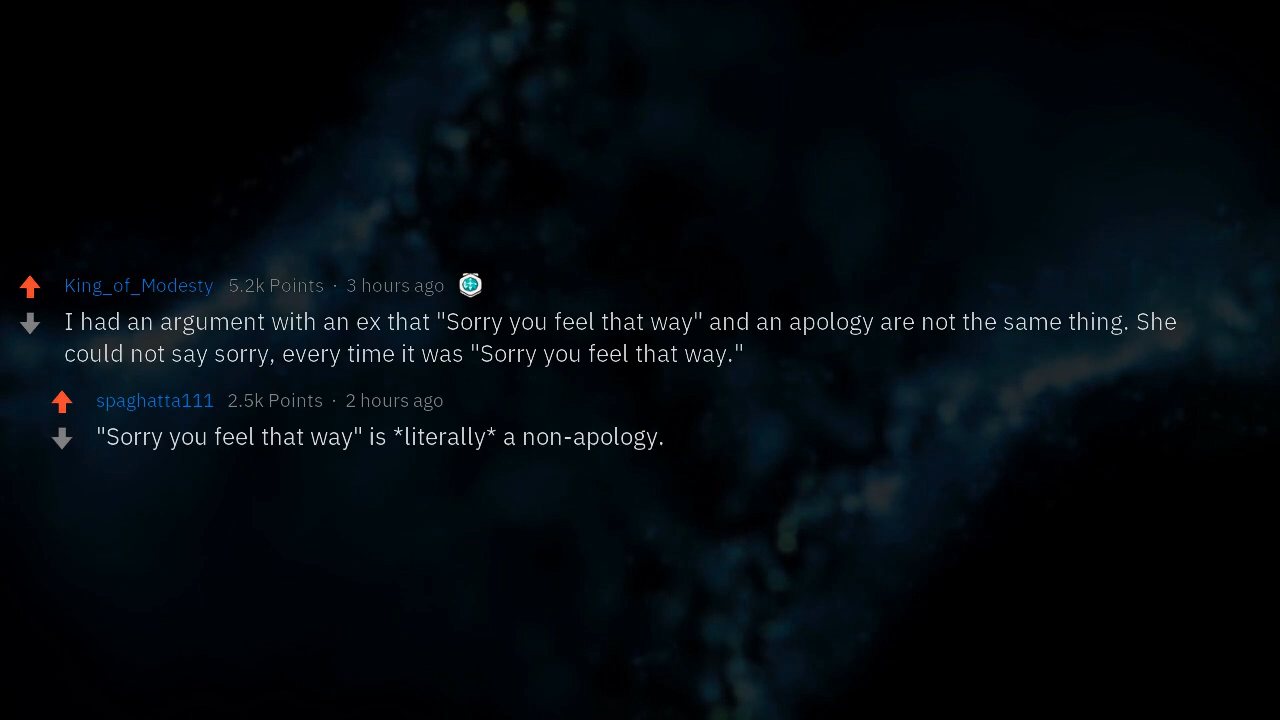 King_of_Modesty 5.2k Points · 3 hours ago
I had an argument with an ex that "Sorry you feel that way" and an apology are not the same thing. She
could not say sorry, every time it was "Sorry you feel that way."
spaghatta111 2.5k Points · 2 hours ago
"Sorry you feel that way" is *literally* a non-apology.